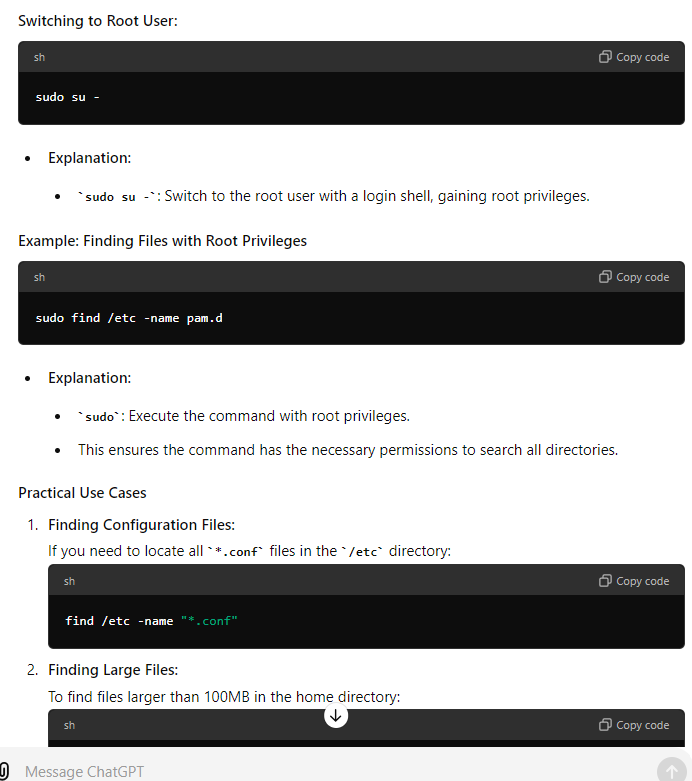 Switching to Root User:
sh
Copy code
sudo su -
Explanation:
`sudo su -`: Switch to the root user with a login shell, gaining root privileges.
Example: Finding Files with Root Privileges
sh
Copy code
sudo find /etc -name pam.d
Explanation:
`sudo`: Execute the command with root privileges.
This ensures the command has the necessary permissions to search all directories.
Practical Use Cases
1. Finding Configuration Files:
If you need to locate all `*.conf` files in the `/etc` directory:
sh
Copy code
find /etc -name "*.conf"
2. Finding Large Files:
To find files larger than 100MB in the home directory:
sh
Copy code
Message ChatGPT